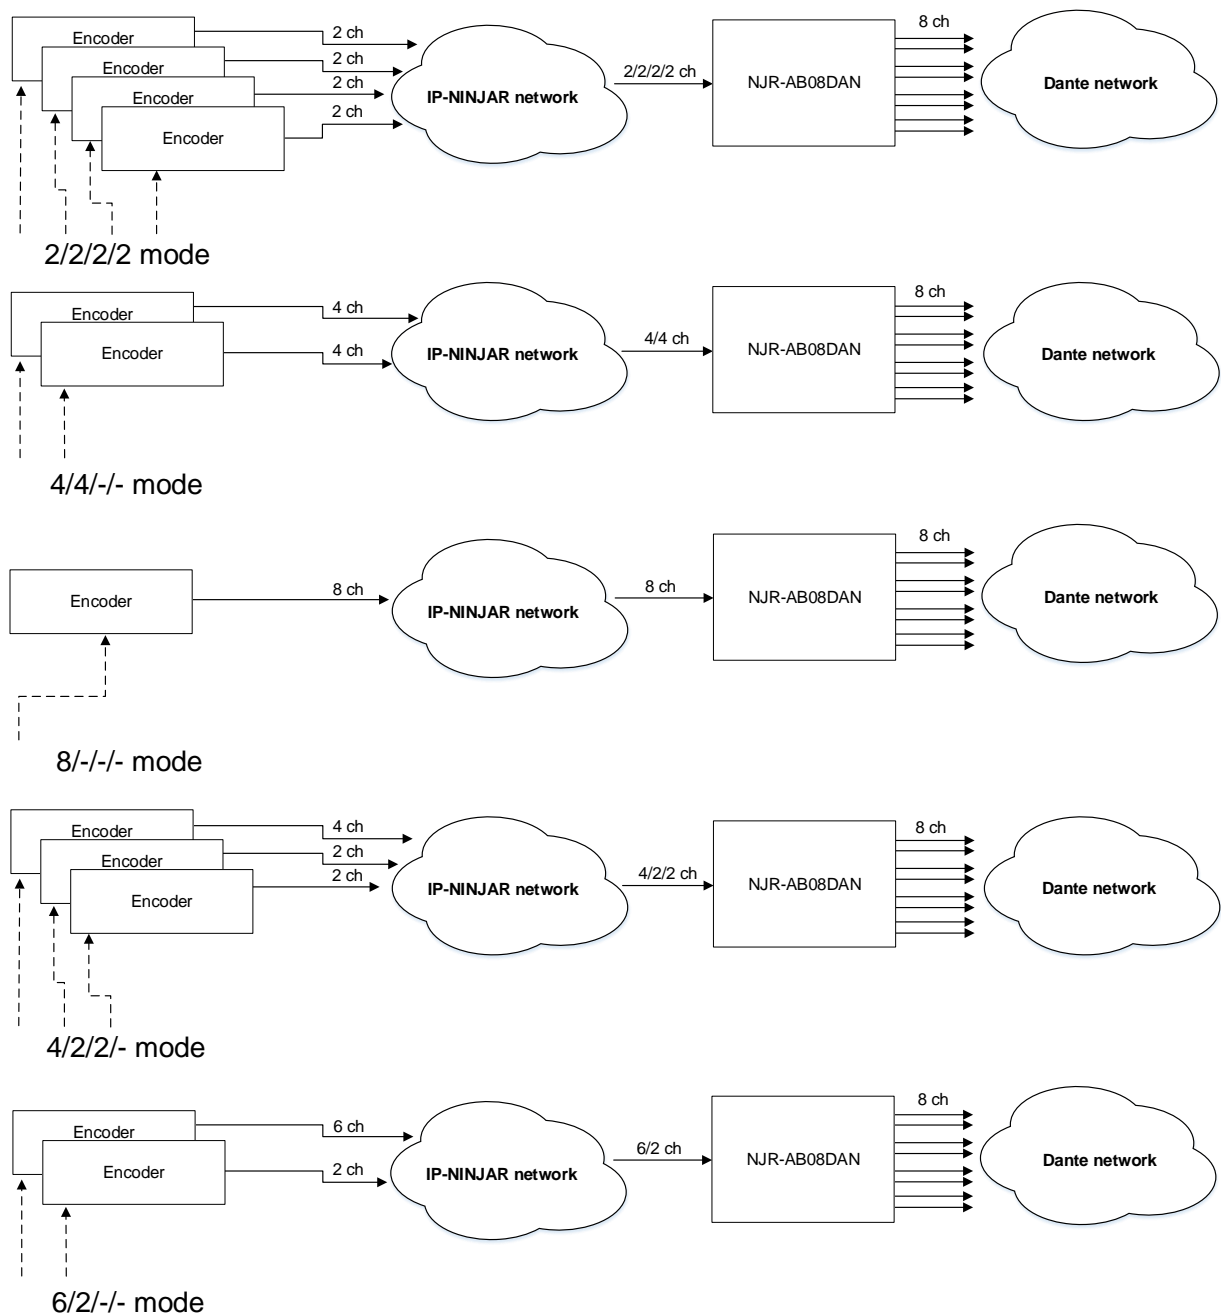 Encoder
2 ch
8 ch
Encoder
2 ch
Encoder
2 ch
2/2/2/2 ch
NJR-AB08DAN
Dante network
IP-NINJAR network
Encoder
2 ch
2/2/2/2 mode
Encoder
4 ch
8 ch
Encoder
4 ch
IP-NINJAR network
4/4 ch
NJR-AB08DAN
Dante network
4/4/-/- mode
8 ch
Encoder
8 ch
IP-NINJAR network
8 ch
NJR-AB08DAN
Dante network
8/-/-/- mode
Encoder
4 ch
8 ch
Encoder
2 ch
Encoder
2 ch
IP-NINJAR network
4/2/2 ch
NJR-AB08DAN
Dante network
4/2/2/- mode
Encoder
6 ch
8 ch
Encoder
2 ch
IP-NINJAR network
6/2 ch
NJR-AB08DAN
Dante network
6/2/-/- mode